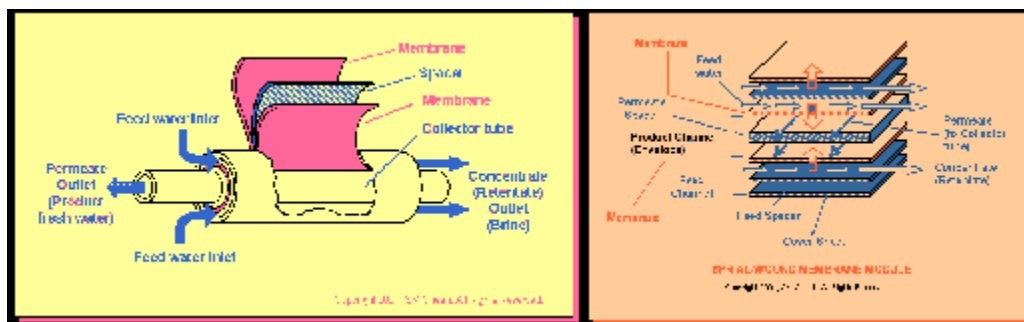 Membrane
Spacer
Membrane
Collector tube
Feed water inlet
Permeate
Outlet
(Product
fresh water)
Feed water inlet
Concentrate
(Retentate)
Outlet
(Brine)
Membrane
Feed
water
Permeate
Product Channel
(Envelope)
Feed
Channel
Membrane
Feed Spacer
Cover Sheet
Permeate
(to Collector
tube)
Concentrate
(Retentate)
SPIRAL-WOUND MEMBRANE MODULE